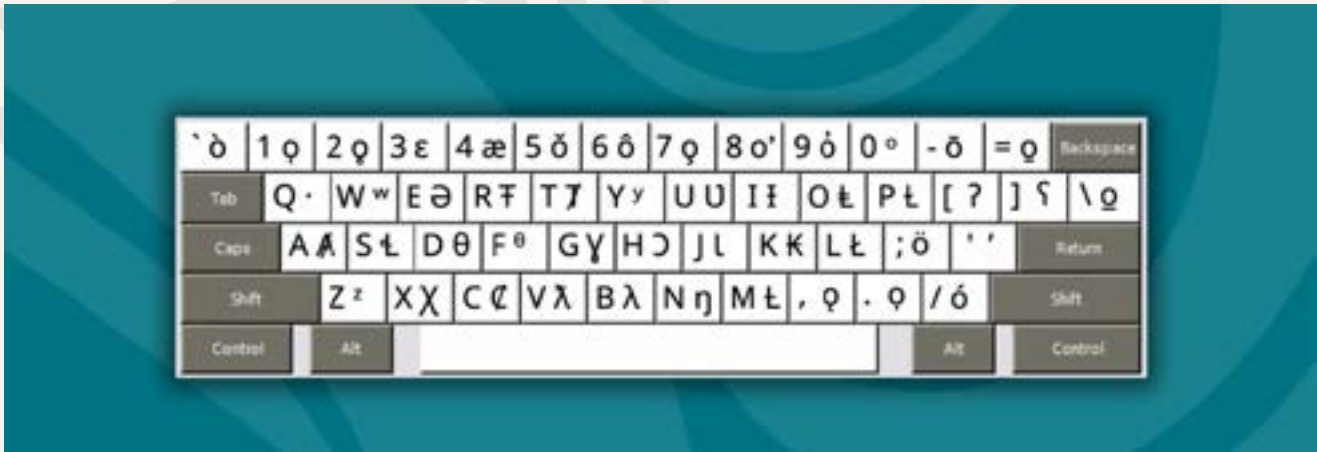 ` ò 1 ǫ 2 ǫ 3 ɛ 4 æ 5 ǒ 6 ô 7 ǫ 8 o̓ 9 ȯ 0 ° - ō = o̱ Backspace
Tab Q · W ʷ E Ə R Ŧ T Ⱦ Y ʸ U Ʋ I Ɨ O Ł P Ł [ ʔ ] ʕ \ o̱
Caps A Ⱥ S Ł D θ F ᶿ G Ɣ H Ɔ J Ɩ K ₭ L Ł ; ö ' ´ Return
Shift Z ᶻ X Ꭓ C Ȼ V ƛ B λ N ŋ M Ł , ǫ . ǫ / ó Shift
Control Alt Alt Control